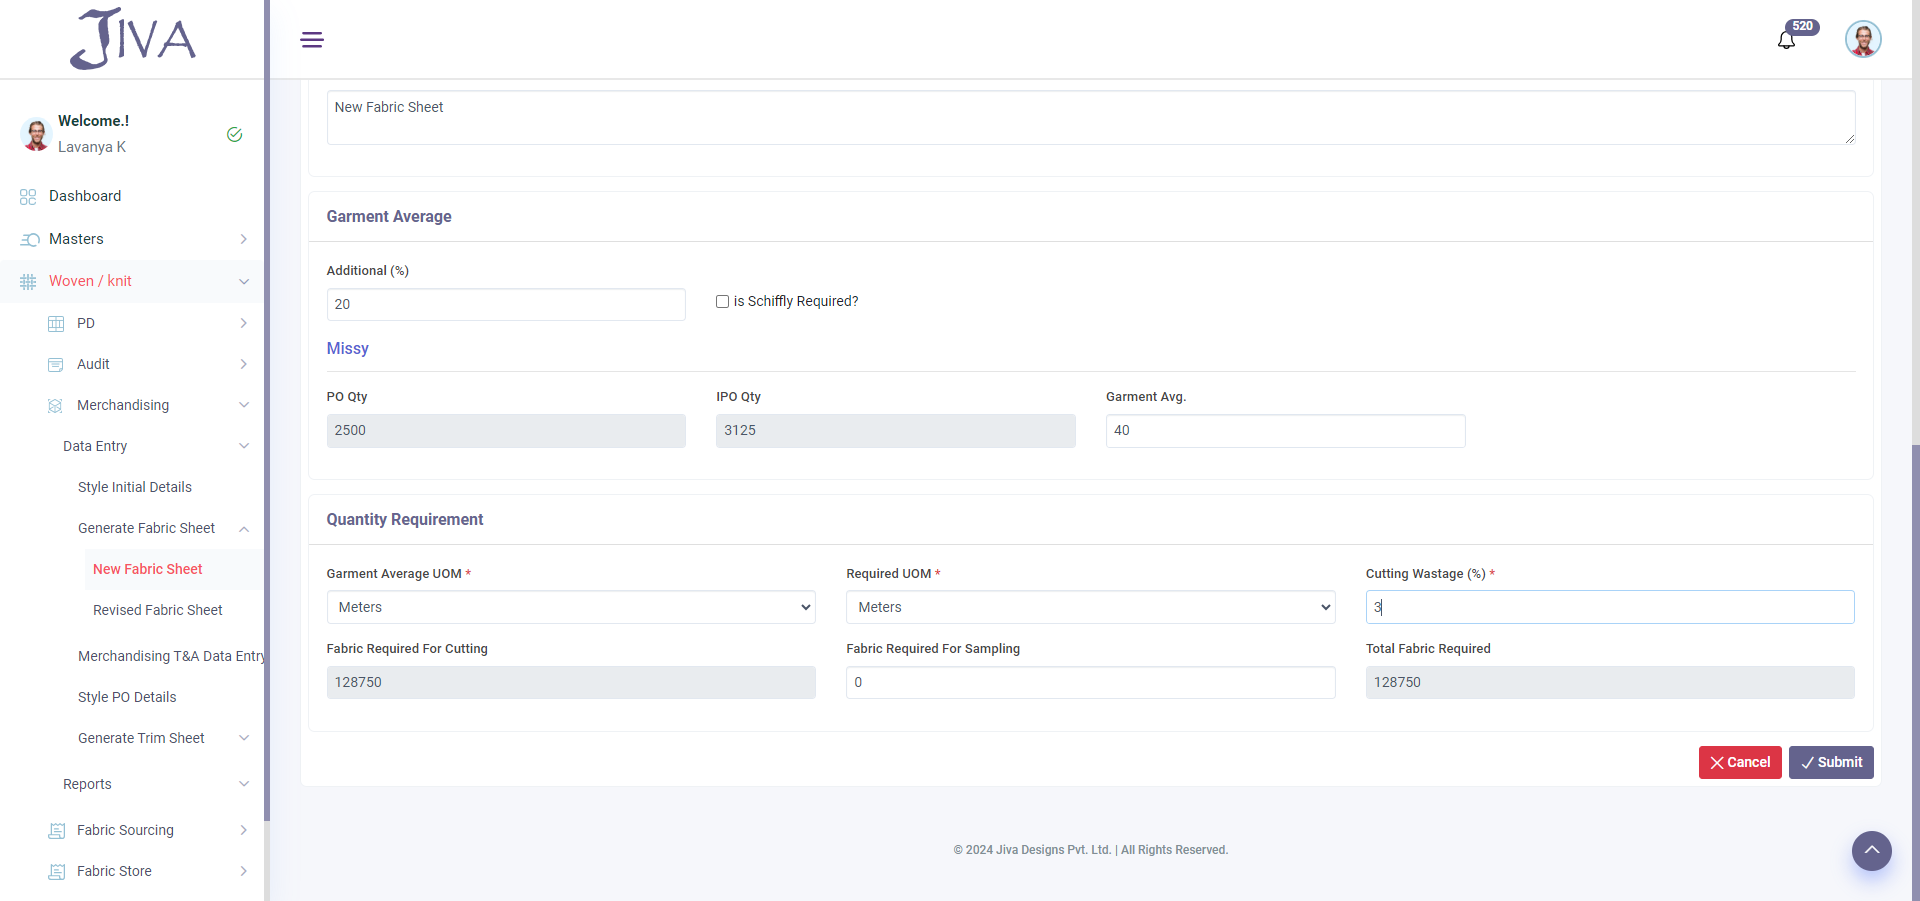 JIVA
520
Welcome.!
Lavanya K
Dashboard
Masters
Woven / knit
PD
Audit
Merchandising
Data Entry
Style Initial Details
Generate Fabric Sheet
New Fabric Sheet
Revised Fabric Sheet
Merchandising T&A Data Entry
Style PO Details
Generate Trim Sheet
Reports
Fabric Sourcing
Fabric Store
New Fabric Sheet
Garment Average
Additional (%)
20
is Schiffly Required?
Missy
PO Qty IPO Qty Garment Avg.
2500 3125 40
Quantity Requirement
Garment Average UOM * Required UOM * Cutting Wastage (%) *
Meters Meters 3
Fabric Required For Cutting Fabric Required For Sampling Total Fabric Required
128750 0 128750
Cancel Submit
© 2024 Jiva Designs Pvt. Ltd. | All Rights Reserved.